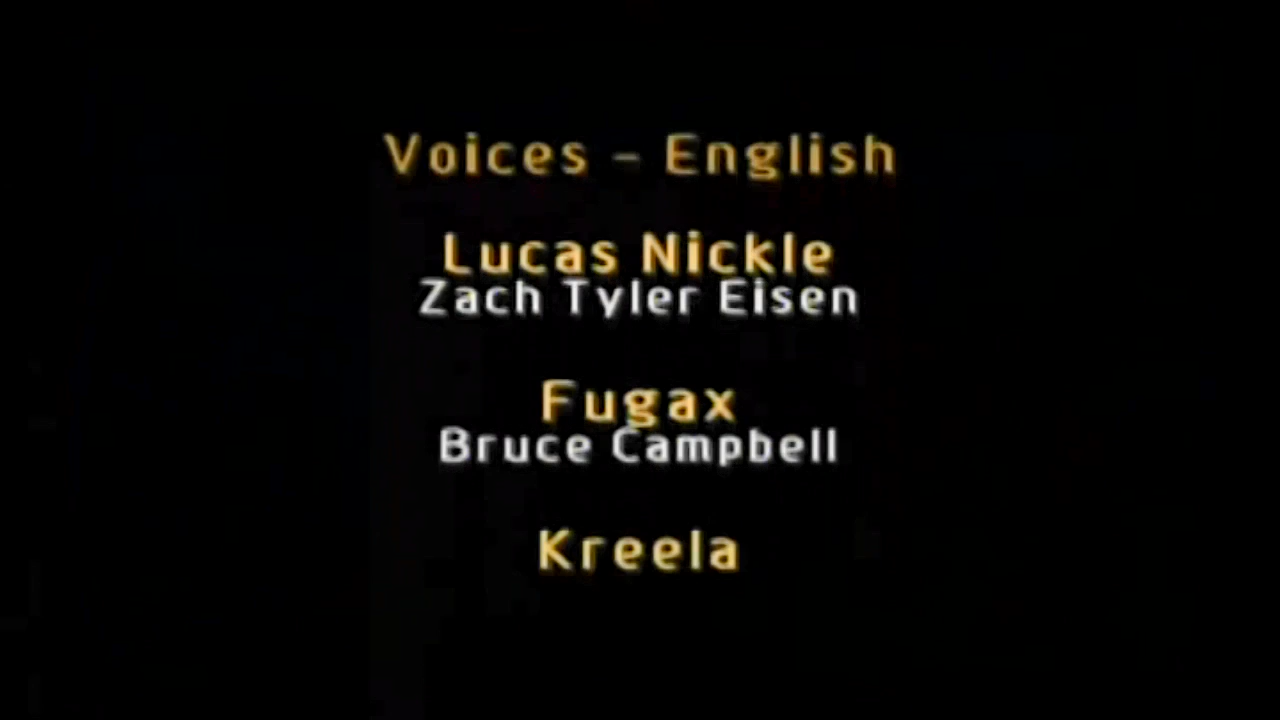 Voices – English
Lucas Nickle
Zach Tyler Eisen
Fugax
Bruce Campbell
Kreela